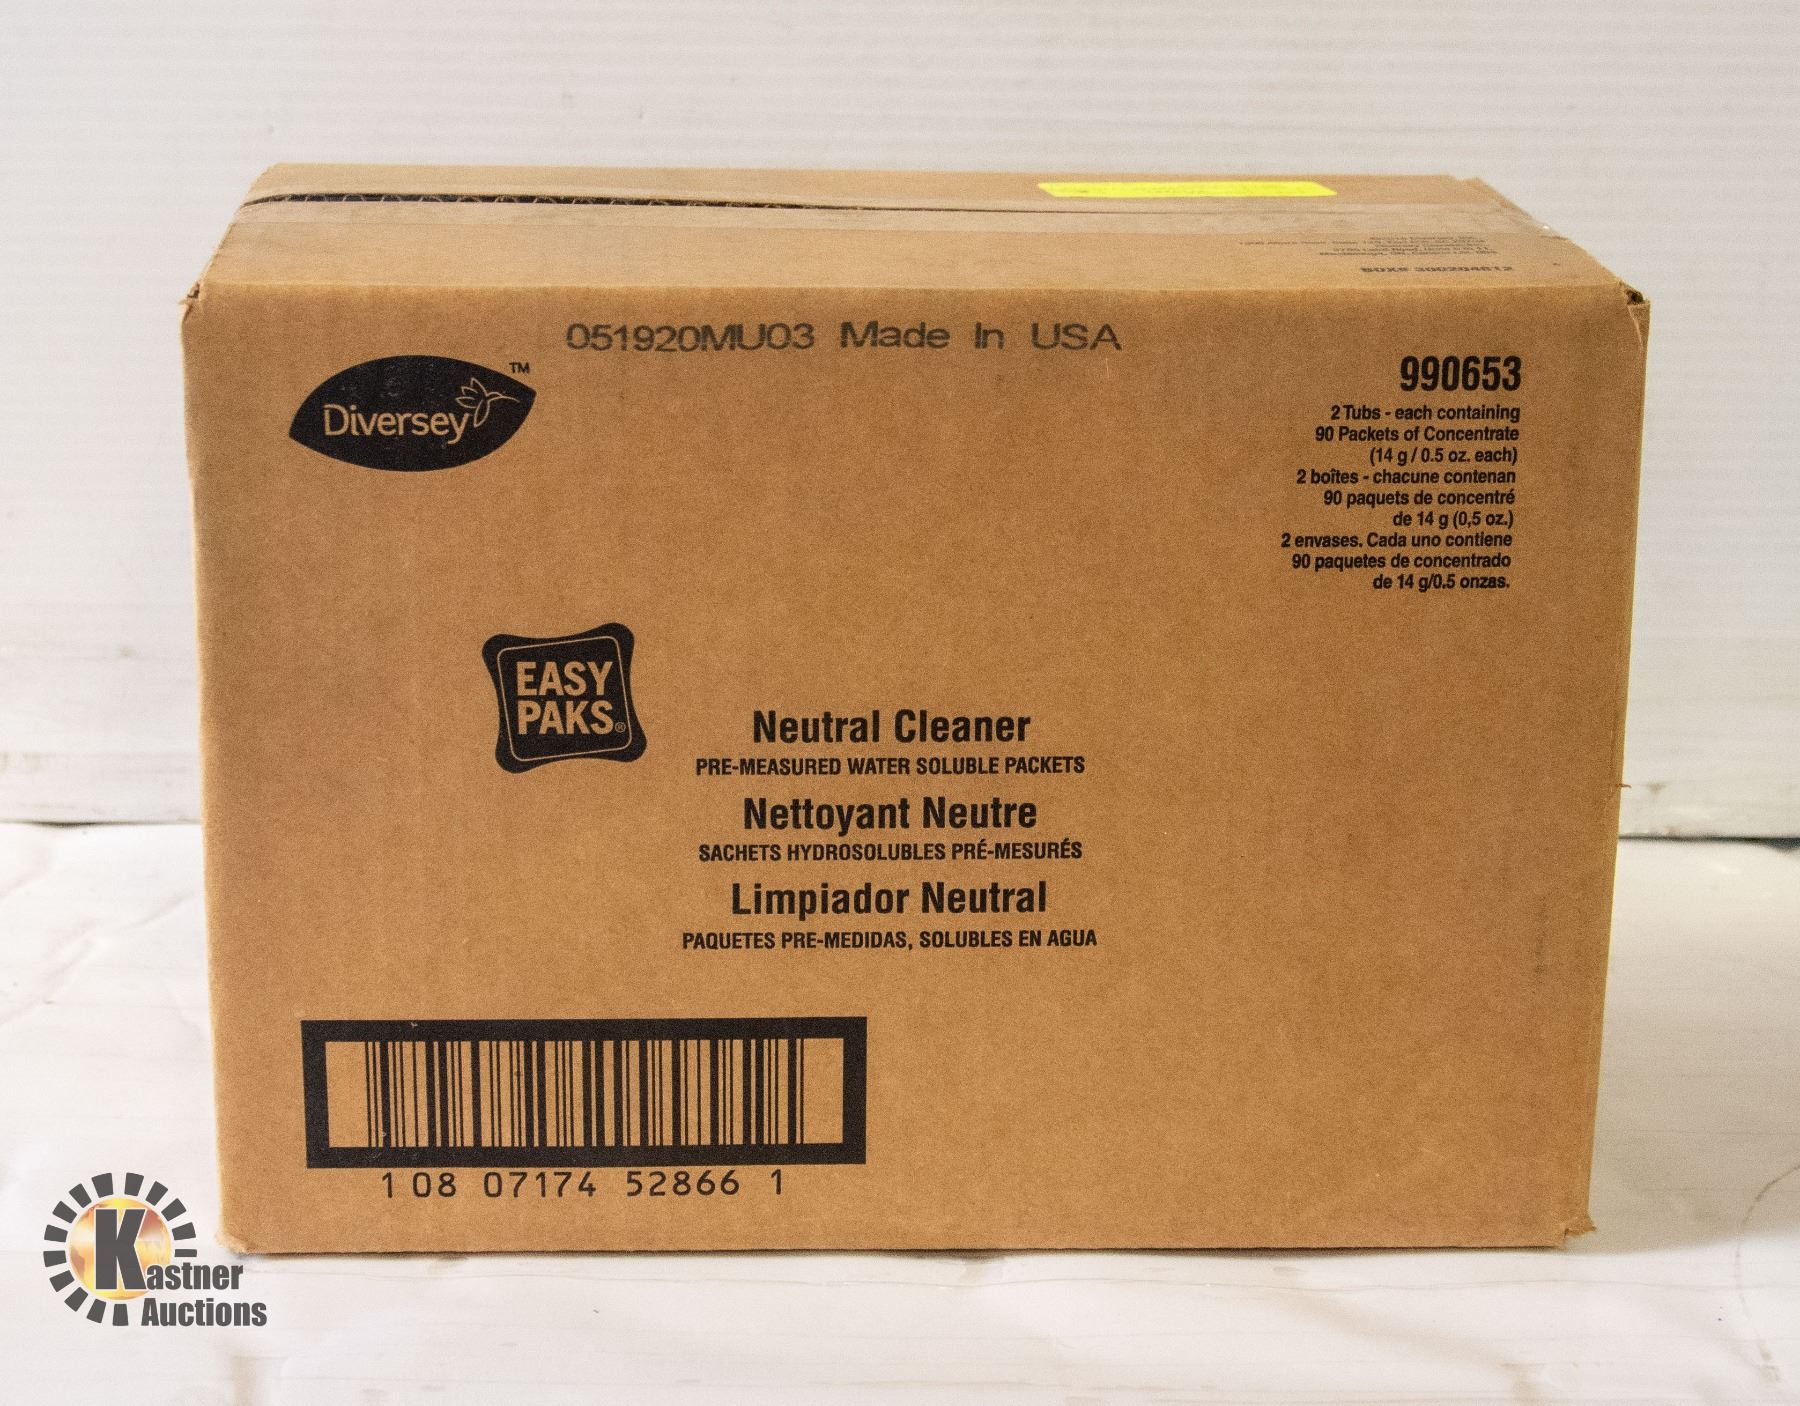 BOX# 300204612
051920MU03 Made In USA
Diversey™
990653
2 Tubs - each containing
90 Packets of Concentrate
(14 g / 0.5 oz. each)
2 boîtes - chacune contenan
90 paquets de concentré
de 14 g (0,5 oz.)
2 envases. Cada uno contiene
90 paquetes de concentrado
de 14 g/0.5 onzas.
EASY
PAKS®
Neutral Cleaner
PRE-MEASURED WATER SOLUBLE PACKETS
Nettoyant Neutre
SACHETS HYDROSOLUBLES PRÉ-MESURÉS
Limpiador Neutral
PAQUETES PRE-MEDIDAS, SOLUBLES EN AGUA
1 08 07174 52866 1
Kastner
Auctions